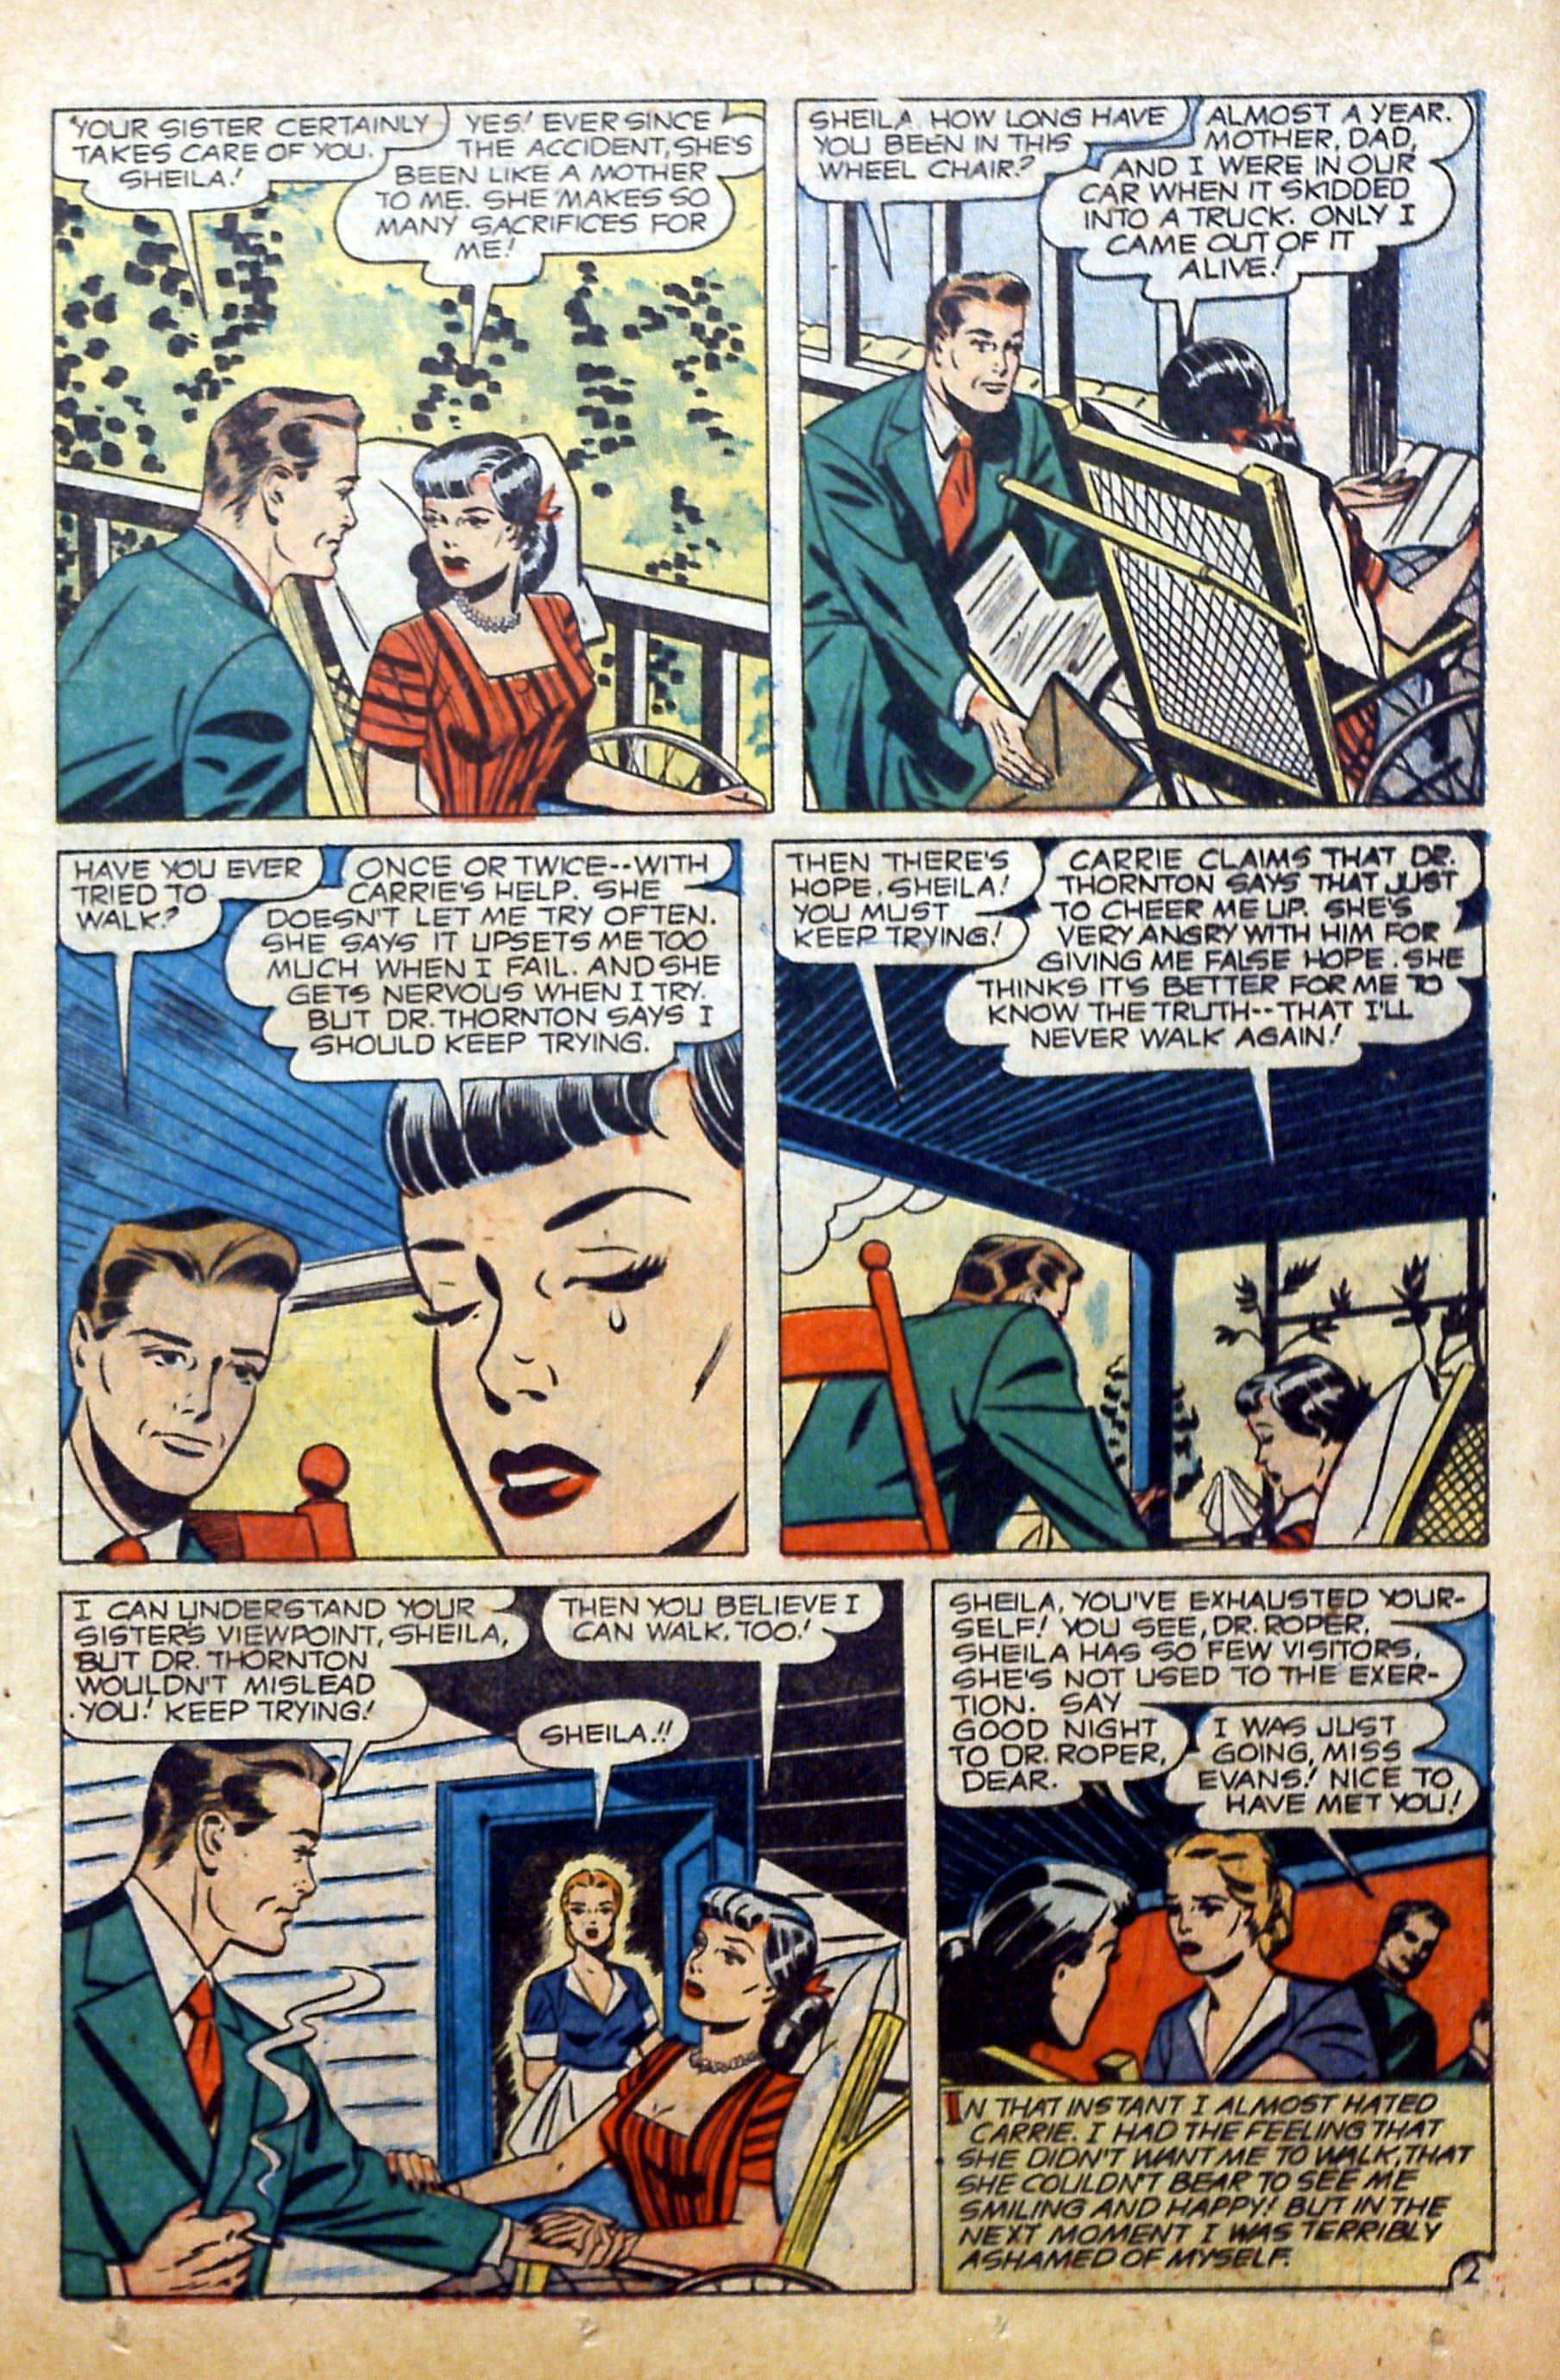 YOUR SISTER CERTAINLY
TAKES CARE OF YOU,
SHEILA!
YES! EVER SINCE
THE ACCIDENT, SHE'S
BEEN LIKE A MOTHER
TO ME. SHE MAKES SO
MANY SACRIFICES FOR
ME!
SHEILA, HOW LONG HAVE
YOU BEEN IN THIS
WHEEL CHAIR?
ALMOST A YEAR.
MOTHER, DAD,
AND I WERE IN OUR
CAR WHEN IT SKIDDED
INTO A TRUCK. ONLY I
CAME OUT OF IT
ALIVE!
HAVE YOU EVER
TRIED TO
WALK?
ONCE OR TWICE--WITH
CARRIE'S HELP. SHE
DOESN'T LET ME TRY OFTEN.
SHE SAYS IT UPSETS ME TOO
MUCH WHEN I FAIL. AND SHE
GETS NERVOUS WHEN I TRY.
BUT DR. THORNTON SAYS I
SHOULD KEEP TRYING.
THEN THERE'S
HOPE, SHEILA!
YOU MUST
KEEP TRYING!
CARRIE CLAIMS THAT DR.
THORNTON SAYS THAT JUST
TO CHEER ME UP. SHE'S
VERY ANGRY WITH HIM FOR
GIVING ME FALSE HOPE. SHE
THINKS IT'S BETTER FOR ME TO
KNOW THE TRUTH--THAT I'LL
NEVER WALK AGAIN!
I CAN UNDERSTAND YOUR
SISTER'S VIEWPOINT, SHEILA,
BUT DR. THORNTON
WOULDN'T MISLEAD
YOU! KEEP TRYING!
THEN YOU BELIEVE I
CAN WALK, TOO!
SHEILA!!
SHEILA, YOU'VE EXHAUSTED YOUR-
SELF! YOU SEE, DR. ROPER,
SHEILA HAS SO FEW VISITORS,
SHE'S NOT USED TO THE EXER-
TION. SAY
GOOD NIGHT
TO DR. ROPER,
DEAR.
I WAS JUST
GOING, MISS
EVANS! NICE TO
HAVE MET YOU!
IN THAT INSTANT I ALMOST HATED
CARRIE. I HAD THE FEELING THAT
SHE DIDN'T WANT ME TO WALK, THAT
SHE COULDN'T BEAR TO SEE ME
SMILING AND HAPPY! BUT IN THE
NEXT MOMENT I WAS TERRIBLY
ASHAMED OF MYSELF.
2